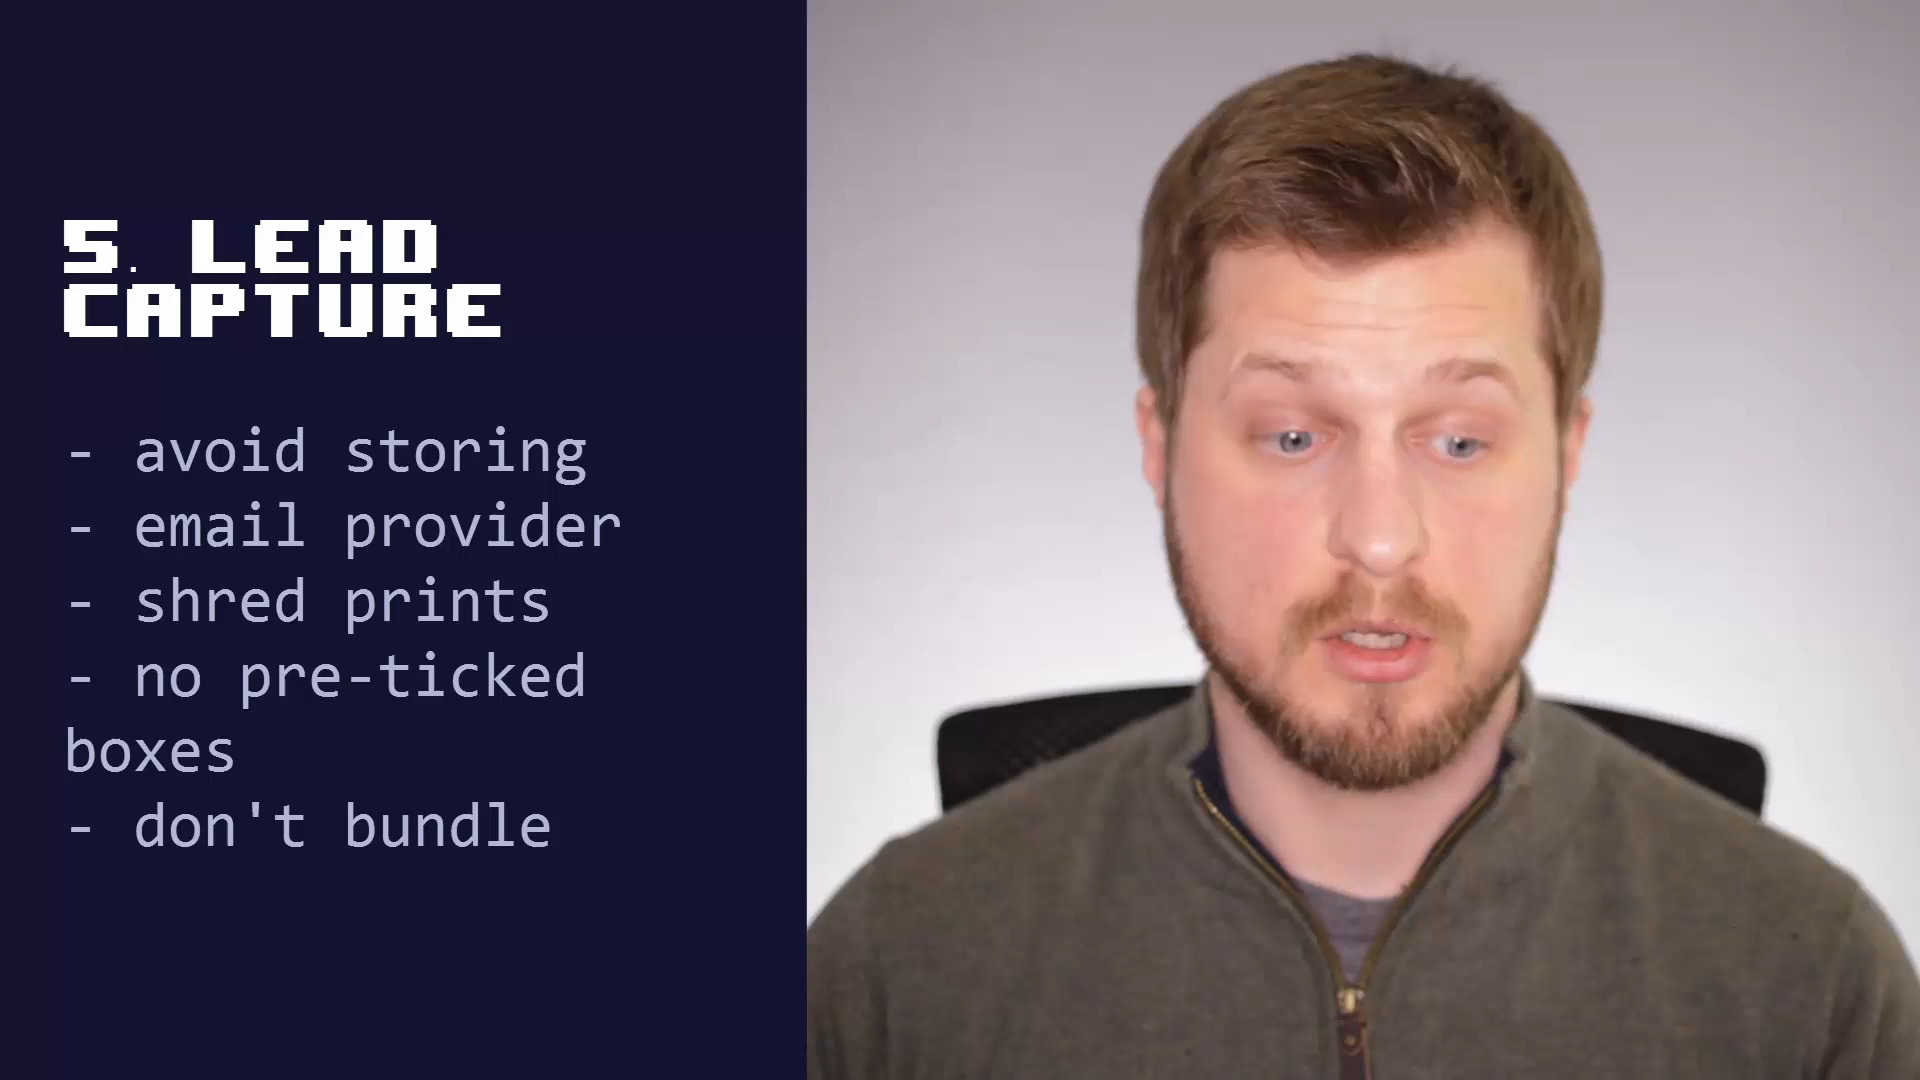 5. LEAD
CAPTURE
- avoid storing
- email provider
- shred prints
- no pre-ticked
boxes
- don't bundle